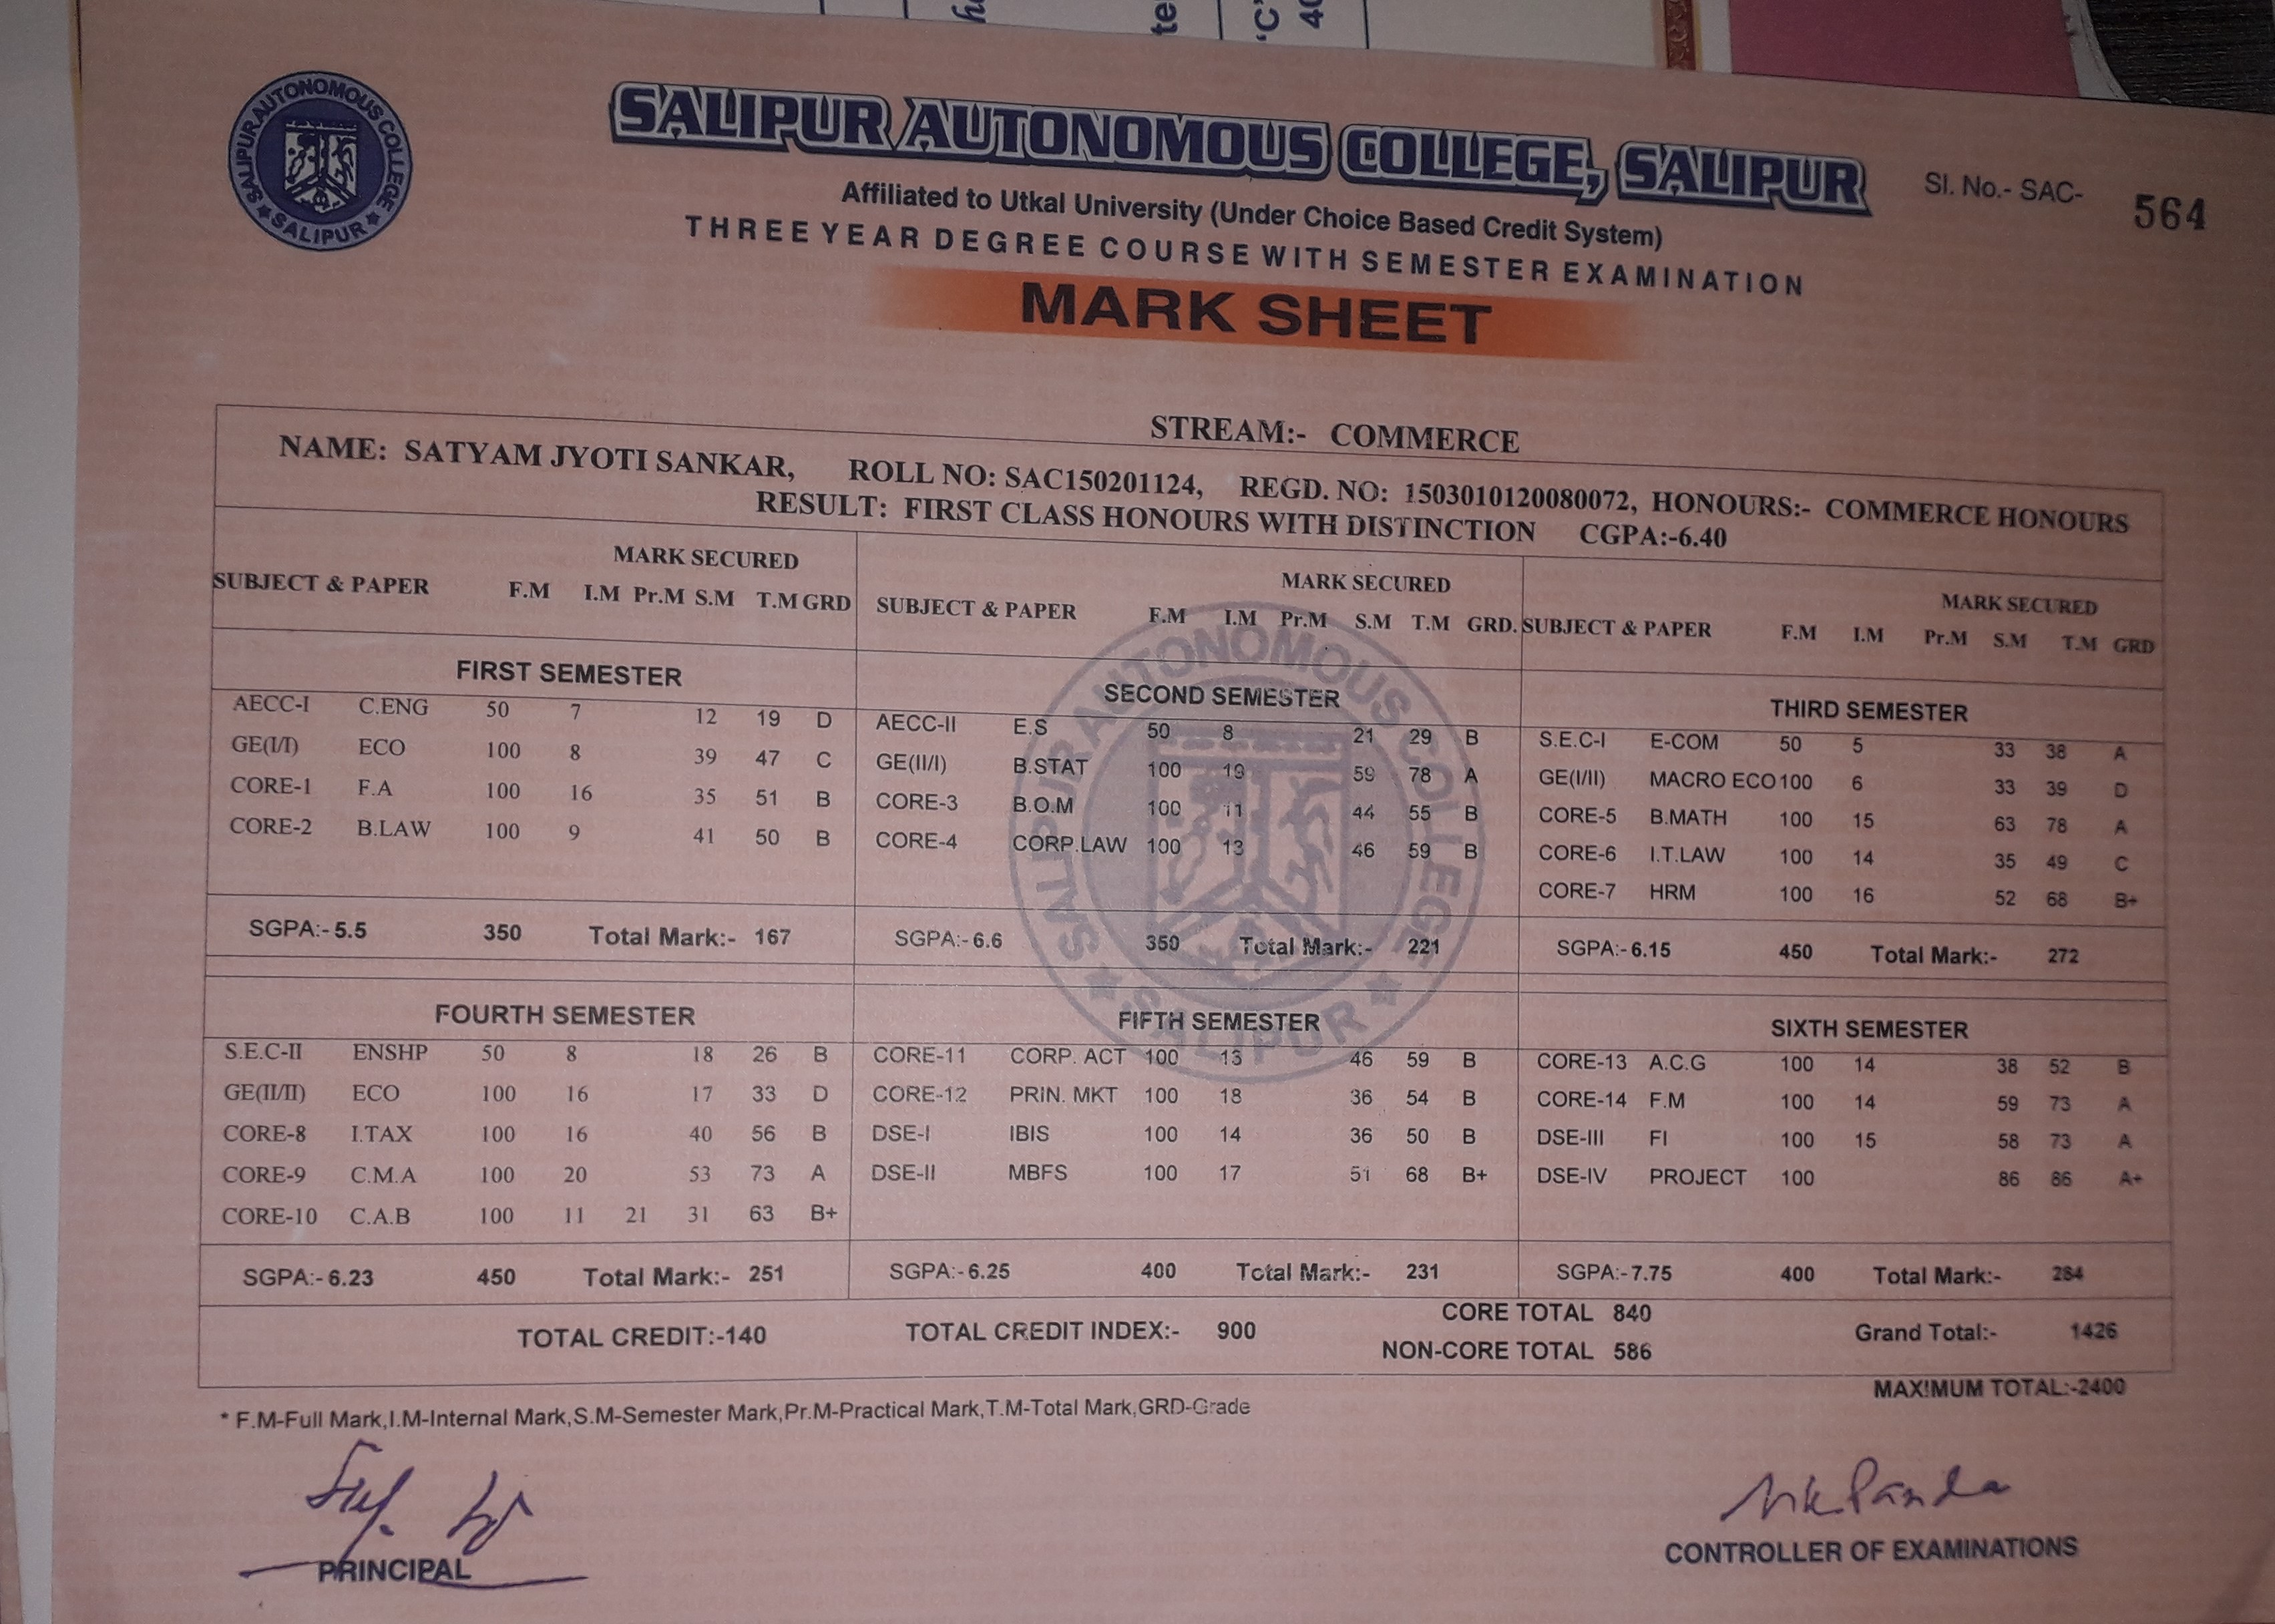 SALIPUR AUTONOMOUS COLLEGE
★ SALIPUR ★
SALIPUR AUTONOMOUS COLLEGE, SALIPUR
Sl. No.- SAC- 564
Affiliated to Utkal University (Under Choice Based Credit System)
THREE YEAR DEGREE COURSE WITH SEMESTER EXAMINATION
MARK SHEET
STREAM:- COMMERCE
NAME: SATYAM JYOTI SANKAR, ROLL NO: SAC150201124, REGD. NO: 1503010120080072, HONOURS:- COMMERCE HONOURS
RESULT: FIRST CLASS HONOURS WITH DISTINCTION CGPA:-6.40
MARK SECURED
SUBJECT & PAPER F.M I.M Pr.M S.M T.M GRD
FIRST SEMESTER
AECC-I C.ENG 50 7 12 19 D
GE(I/I) ECO 100 8 39 47 C
CORE-1 F.A 100 16 35 51 B
CORE-2 B.LAW 100 9 41 50 B
SGPA:- 5.5 350 Total Mark:- 167
MARK SECURED
SUBJECT & PAPER F.M I.M Pr.M S.M T.M GRD.
SECOND SEMESTER
AECC-II E.S 50 8 21 29 B
GE(II/I) B.STAT 100 19 59 78 A
CORE-3 B.O.M 100 11 44 55 B
CORE-4 CORP.LAW 100 13 46 59 B
SGPA:- 6.6 350 Total Mark:- 221
MARK SECURED
SUBJECT & PAPER F.M I.M Pr.M S.M T.M GRD
THIRD SEMESTER
S.E.C-I E-COM 50 5 33 38 A
GE(I/II) MACRO ECO 100 6 33 39 D
CORE-5 B.MATH 100 15 63 78 A
CORE-6 I.T.LAW 100 14 35 49 C
CORE-7 HRM 100 16 52 68 B+
SGPA:- 6.15 450 Total Mark:- 272
FOURTH SEMESTER
S.E.C-II ENSHP 50 8 18 26 B
GE(II/II) ECO 100 16 17 33 D
CORE-8 I.TAX 100 16 40 56 B
CORE-9 C.M.A 100 20 53 73 A
CORE-10 C.A.B 100 11 21 31 63 B+
SGPA:- 6.23 450 Total Mark:- 251
FIFTH SEMESTER
CORE-11 CORP. ACT 100 13 46 59 B
CORE-12 PRIN. MKT 100 18 36 54 B
DSE-I IBIS 100 14 36 50 B
DSE-II MBFS 100 17 51 68 B+
SGPA:- 6.25 400 Total Mark:- 231
SIXTH SEMESTER
CORE-13 A.C.G 100 14 38 52 B
CORE-14 F.M 100 14 59 73 A
DSE-III FI 100 15 58 73 A
DSE-IV PROJECT 100 86 86 A+
SGPA:- 7.75 400 Total Mark:- 284
TOTAL CREDIT:-140 TOTAL CREDIT INDEX:- 900
CORE TOTAL 840
NON-CORE TOTAL 586
Grand Total:- 1426
MAXIMUM TOTAL:-2400
* F.M-Full Mark,I.M-Internal Mark,S.M-Semester Mark,Pr.M-Practical Mark,T.M-Total Mark,GRD-Grade
PRINCIPAL
CONTROLLER OF EXAMINATIONS
SALIPUR AUTONOMOUS COLLEGE
★ SALIPUR ★